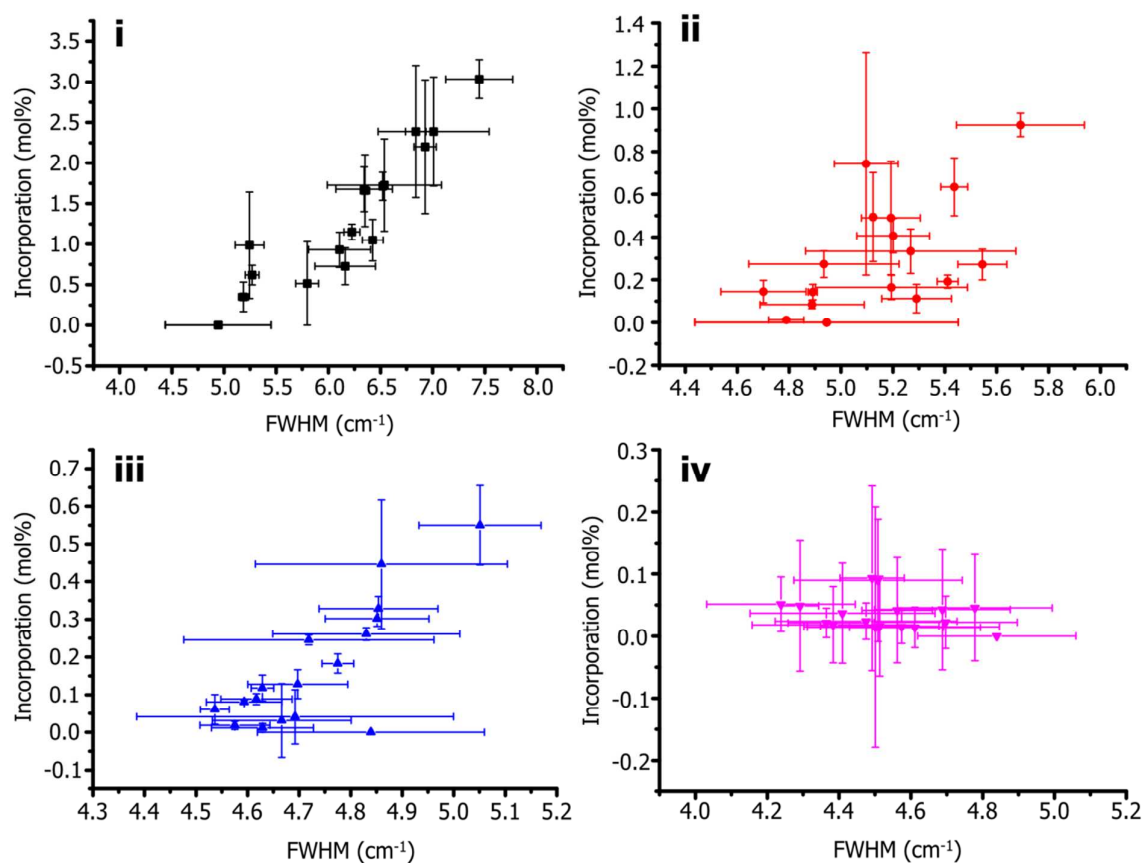 i
Incorporation (mol%)
3.5
3.0
2.5
2.0
1.5
1.0
0.5
0.0
-0.5
4.0 4.5 5.0 5.5 6.0 6.5 7.0 7.5 8.0
FWHM (cm⁻¹)
ii
Incorporation (mol%)
1.4
1.2
1.0
0.8
0.6
0.4
0.2
0.0
-0.2
4.4 4.6 4.8 5.0 5.2 5.4 5.6 5.8 6.0
FWHM (cm⁻¹)
iii
Incorporation (mol%)
0.7
0.6
0.5
0.4
0.3
0.2
0.1
0.0
-0.1
4.3 4.4 4.5 4.6 4.7 4.8 4.9 5.0 5.1 5.2
FWHM (cm⁻¹)
iv
Incorporation (mol%)
0.3
0.2
0.1
0.0
-0.1
-0.2
4.0 4.2 4.4 4.6 4.8 5.0 5.2
FWHM (cm⁻¹)